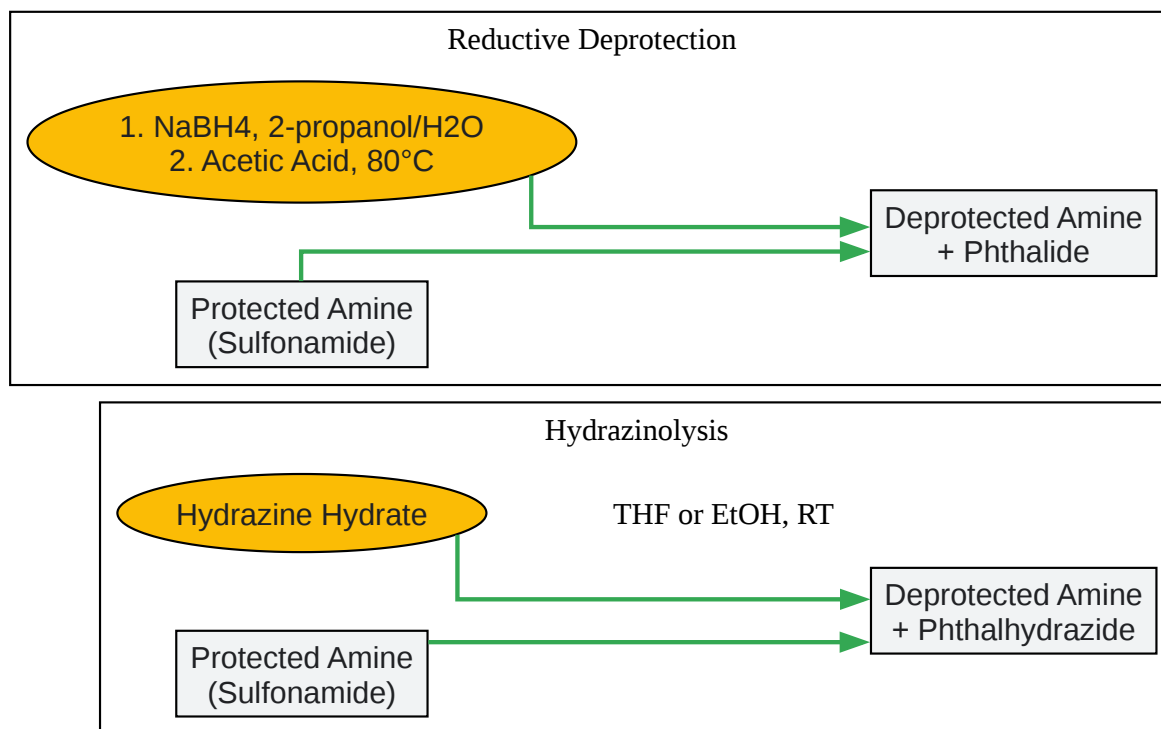 Reductive Deprotection
1. NaBH4, 2-propanol/H2O
2. Acetic Acid, 80°C
Deprotected Amine
+ Phthalide
Protected Amine
(Sulfonamide)
Hydrazinolysis
Hydrazine Hydrate
THF or EtOH, RT
Deprotected Amine
+ Phthalhydrazide
Protected Amine
(Sulfonamide)